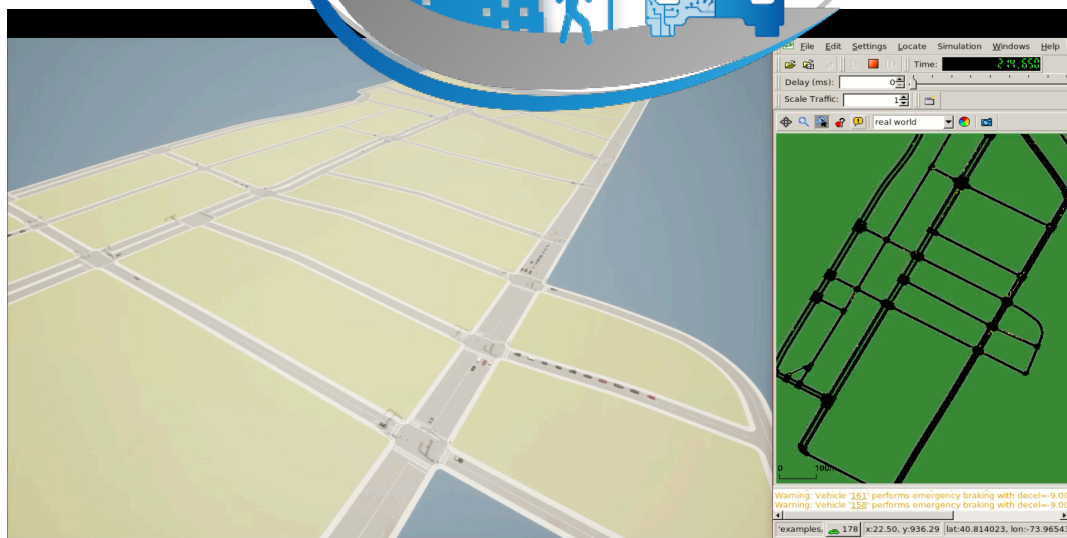 File Edit Settings Locate Simulation Windows Help
Time: 214.650
Delay (ms): 0
Scale Traffic: 1
real world
0 100m
Warning: Vehicle '161' performs emergency braking with decel=-9.00
Warning: Vehicle '158' performs emergency braking with decel=-9.00
'examples, 178 x:22.50, y:936.29 lat:40.814023, lon:-73.96543